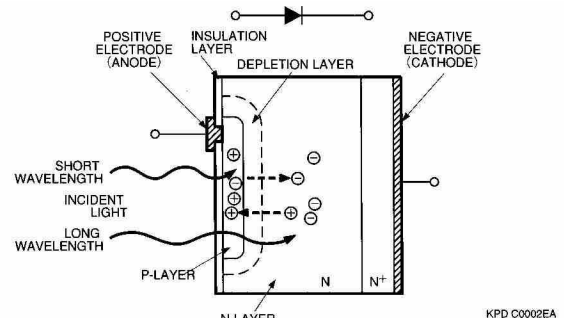 POSITIVE
ELECTRODE
(ANODE)
INSULATION
LAYER
DEPLETION LAYER
NEGATIVE
ELECTRODE
(CATHODE)
SHORT
WAVELENGTH
INCIDENT
LIGHT
LONG
WAVELENGTH
P-LAYER
N
N+
N-LAYER
KPD C0002EA